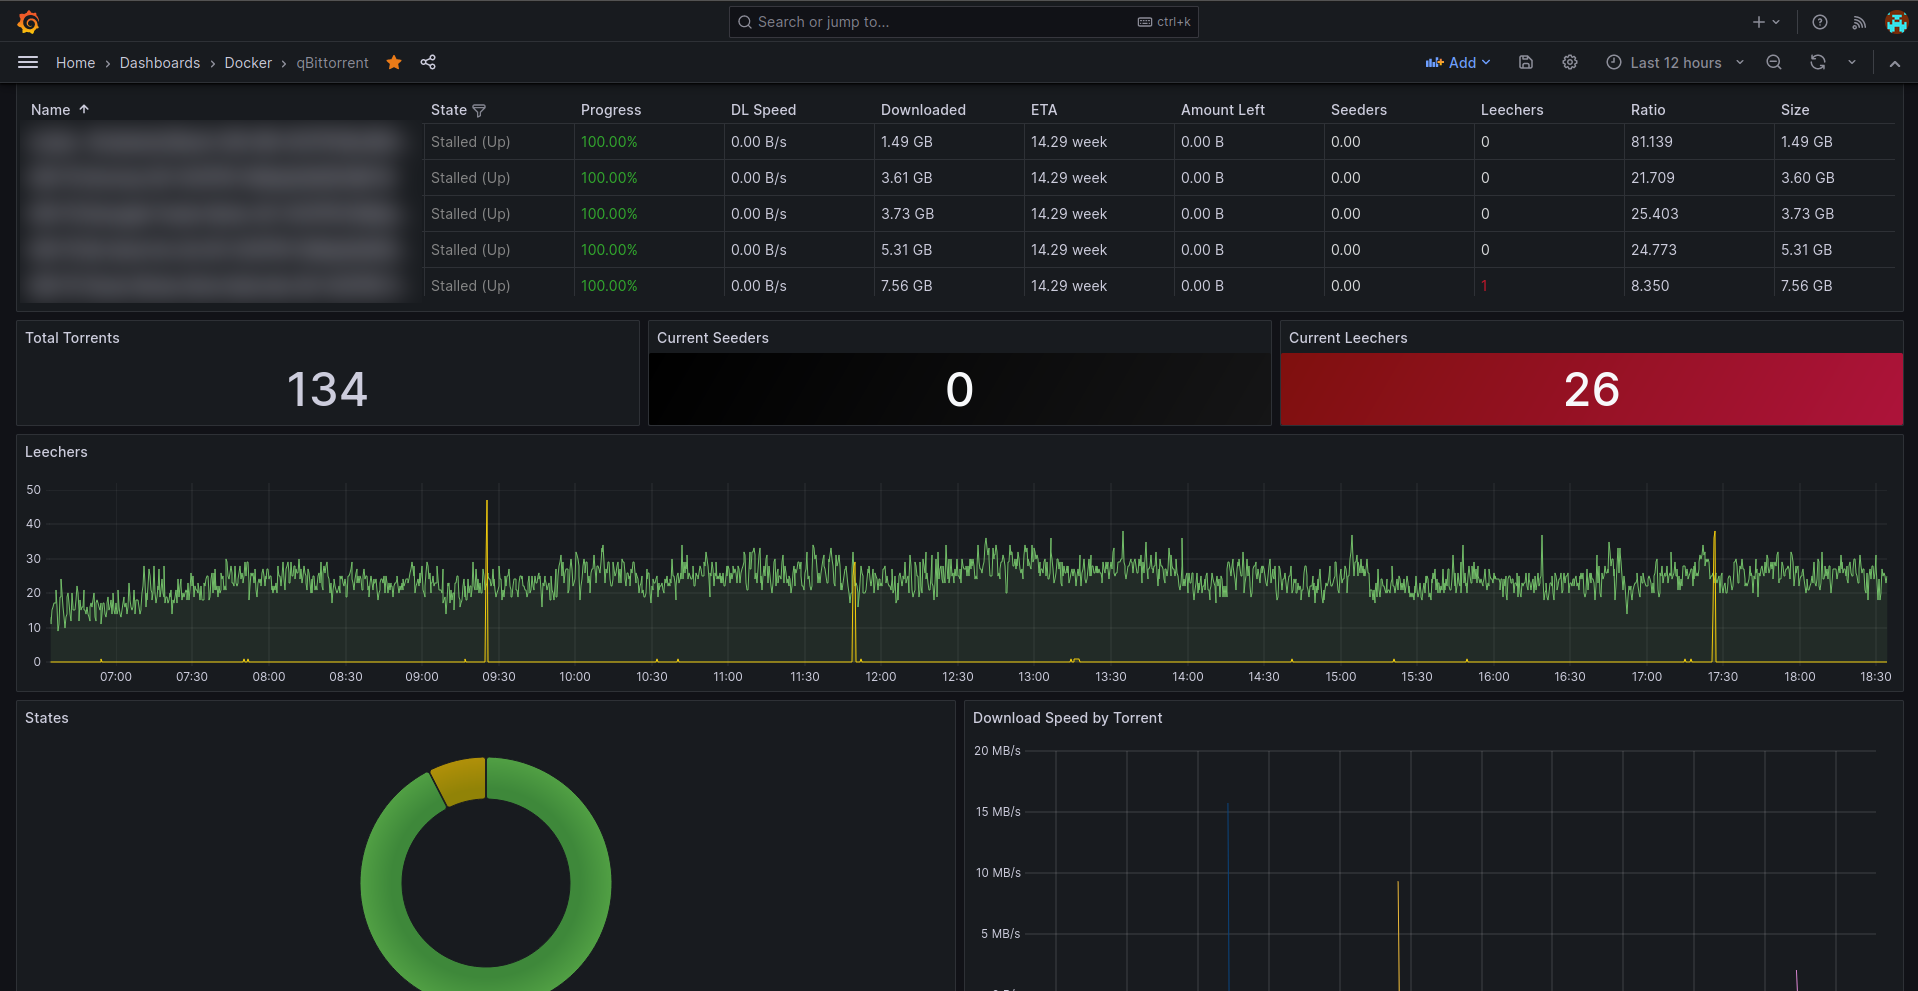 Search or jump to...
ctrl+k
Home › Dashboards › Docker › qBittorrent
Add
Last 12 hours
Name State Progress DL Speed Downloaded ETA Amount Left Seeders Leechers Ratio Size
Stalled (Up) 100.00% 0.00 B/s 1.49 GB 14.29 week 0.00 B 0.00 0 81.139 1.49 GB
Stalled (Up) 100.00% 0.00 B/s 3.61 GB 14.29 week 0.00 B 0.00 0 21.709 3.60 GB
Stalled (Up) 100.00% 0.00 B/s 3.73 GB 14.29 week 0.00 B 0.00 0 25.403 3.73 GB
Stalled (Up) 100.00% 0.00 B/s 5.31 GB 14.29 week 0.00 B 0.00 0 24.773 5.31 GB
Stalled (Up) 100.00% 0.00 B/s 7.56 GB 14.29 week 0.00 B 0.00 1 8.350 7.56 GB
Total Torrents
134
Current Seeders
0
Current Leechers
26
Leechers
50
40
30
20
10
0
07:00 07:30 08:00 08:30 09:00 09:30 10:00 10:30 11:00 11:30 12:00 12:30 13:00 13:30 14:00 14:30 15:00 15:30 16:00 16:30 17:00 17:30 18:00 18:30
States
Download Speed by Torrent
20 MB/s
15 MB/s
10 MB/s
5 MB/s